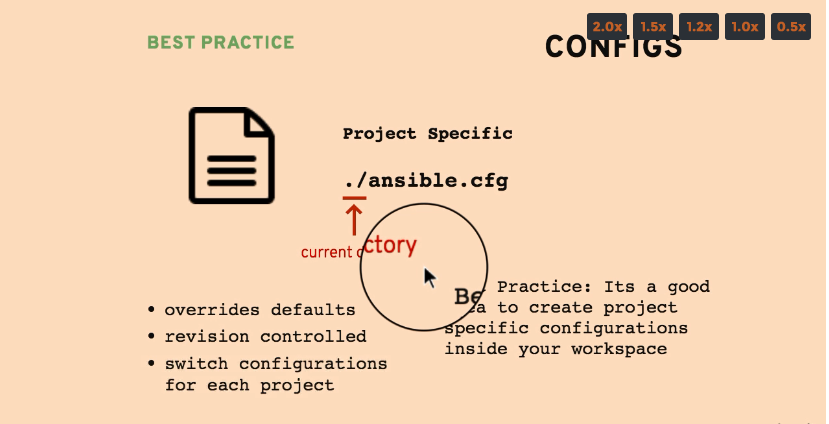 2.0x 1.5x 1.2x 1.0x 0.5x
BEST PRACTICE
CONFIGS
Project Specific
./ansible.cfg
current
ctory
• overrides defaults
• revision controlled
• switch configurations
for each project
Be Practice: Its a good
a to create project
specific configurations
inside your workspace